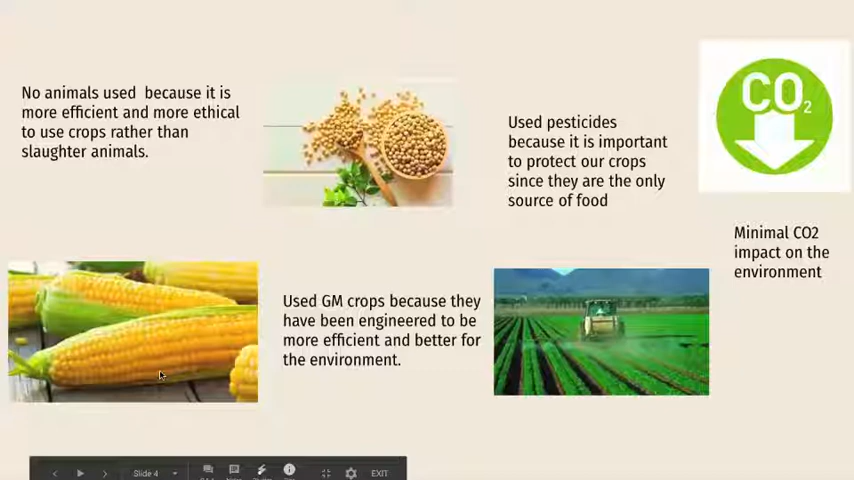 No animals used  because it is
more efficient and more ethical
to use crops rather than
slaughter animals.
Used pesticides
because it is important
to protect our crops
since they are the only
source of food
CO2
Minimal CO2
impact on the
environment
Used GM crops because they
have been engineered to be
more efficient and better for
the environment.
Slide 4
EXIT